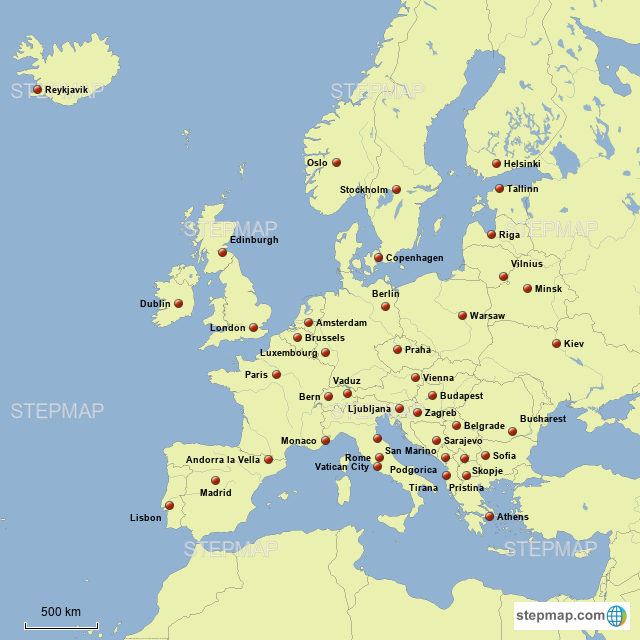 STEPMAP
STEPMAP
Reykjavik
Oslo
Helsinki
Stockholm
Tallinn
STEPMAP
STEPMAP
Riga
Edinburgh
Copenhagen
Vilnius
Minsk
Berlin
Dublin
Warsaw
Amsterdam
London
Brussels
Kiev
Luxembourg
Praha
Paris
Vaduz
Vienna
Bern
Budapest
STEPMAP
Ljubljana
Zagreb
Bucharest
Belgrade
Monaco
Sarajevo
San Marino
Andorra la Vella
Rome
Sofia
Vatican City
Podgorica
Skopje
Madrid
Tirana
Pristina
Lisbon
Athens
STEPMAP
STEPMAP
500 km
stepmap.com